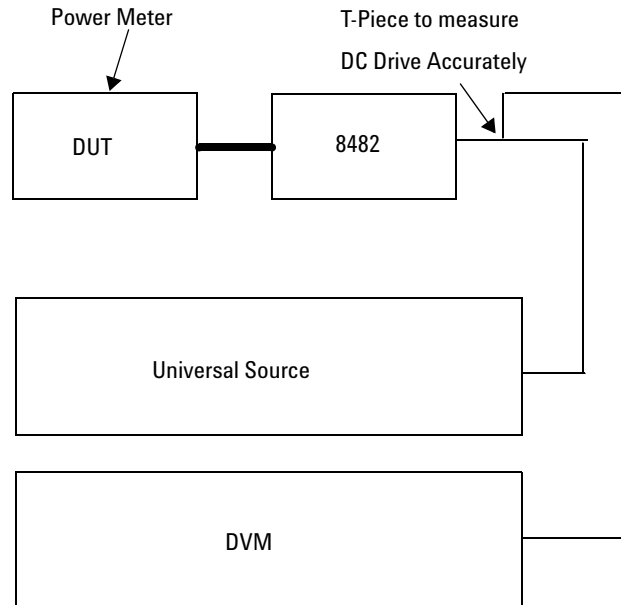 Power Meter
T-Piece to measure
DC Drive Accurately
DUT
8482
Universal Source
DVM